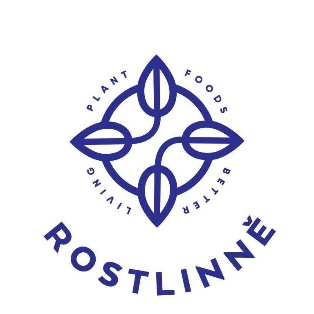 PLANT FOODS
BETTER LIVING
ROSTLINNĚ